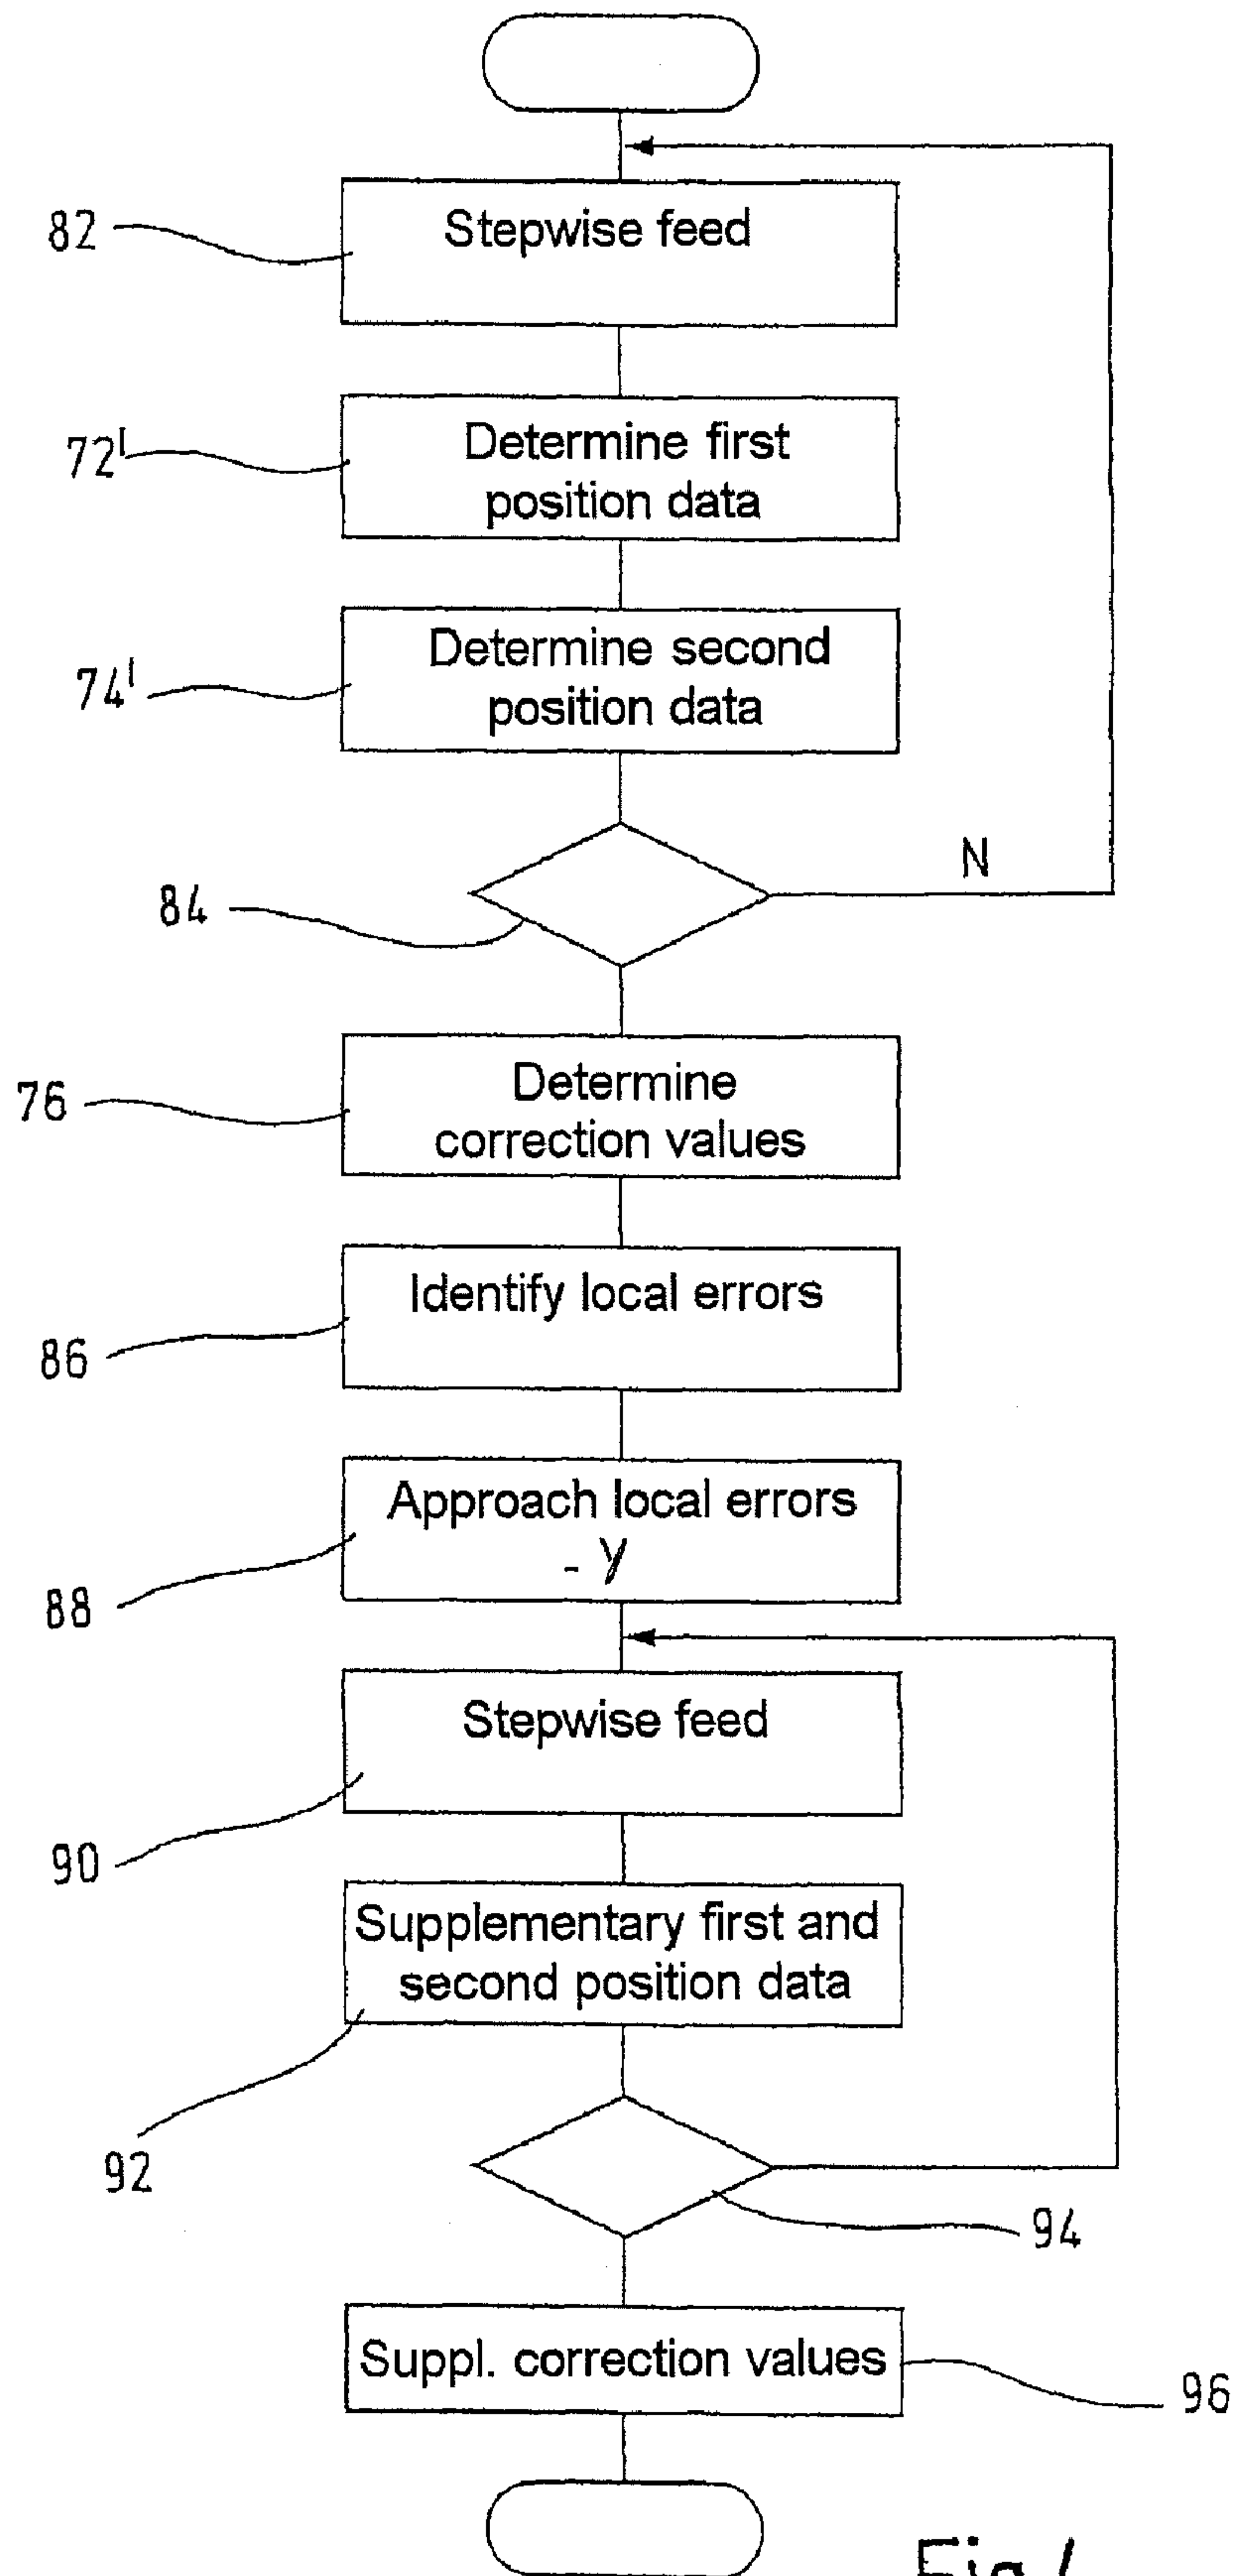 82
Stepwise feed
72'
Determine first
position data
74'
Determine second
position data
N
84
76
Determine
correction values
Identify local errors
86
Approach local errors
- y
88
Stepwise feed
90
Supplementary first and
second position data
92
94
Suppl. correction values
96